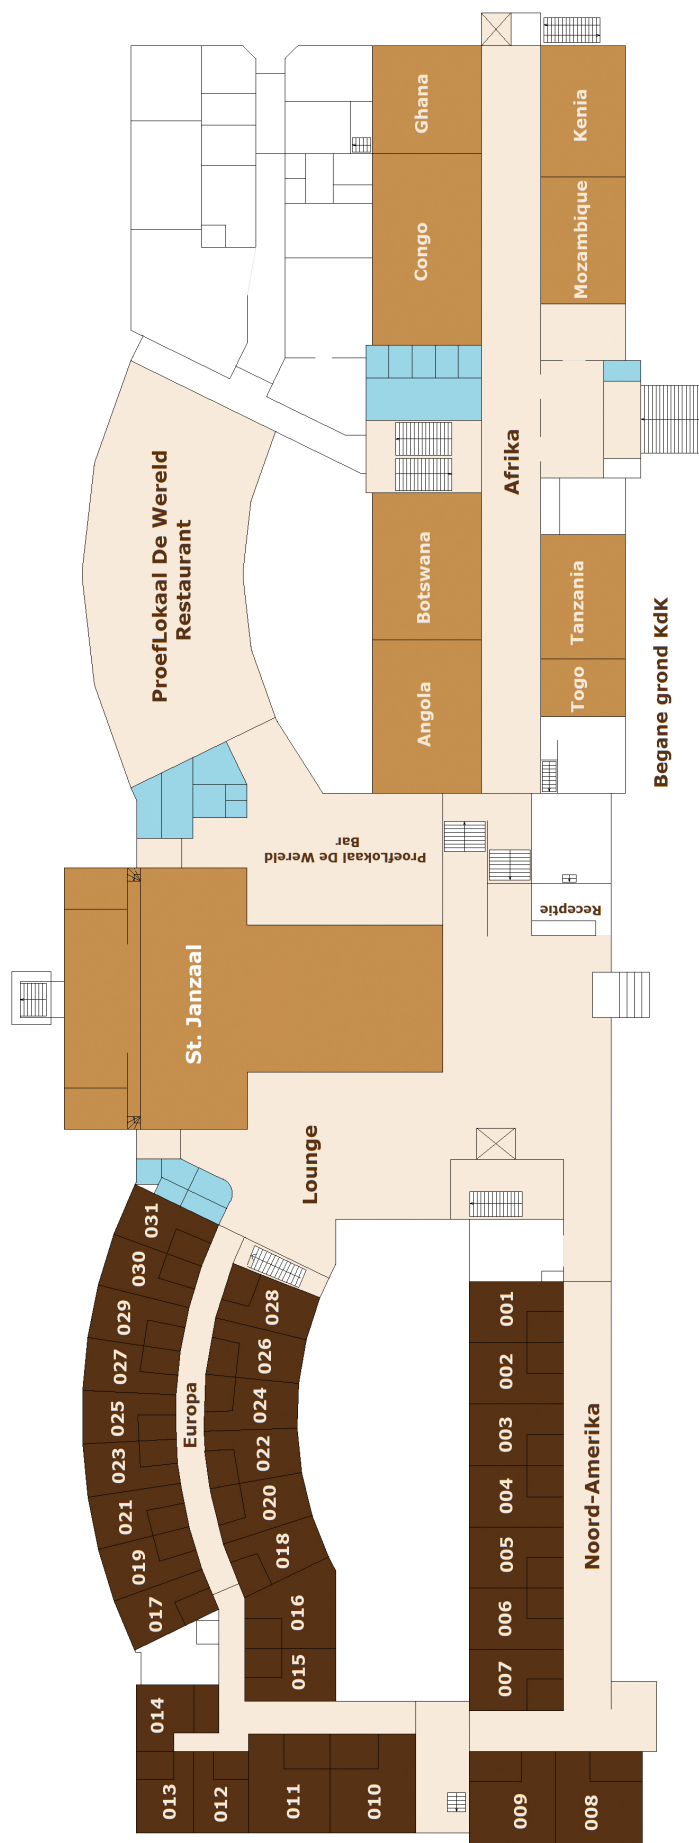 Begane grond KdK
Ghana
Congo
Kenia
Mozambique
Afrika
ProefLokaal De Wereld
Restaurant
Botswana
Angola
Tanzania
Togo
ProefLokaal De Wereld
Bar
Receptie
St. Janzaal
Lounge
031
030
029
027
025
023
021
019
017
Europa
028
026
024
022
020
018
016
015
014
013
012
011
010
001
002
003
004
005
006
007
Noord-Amerika
009
008